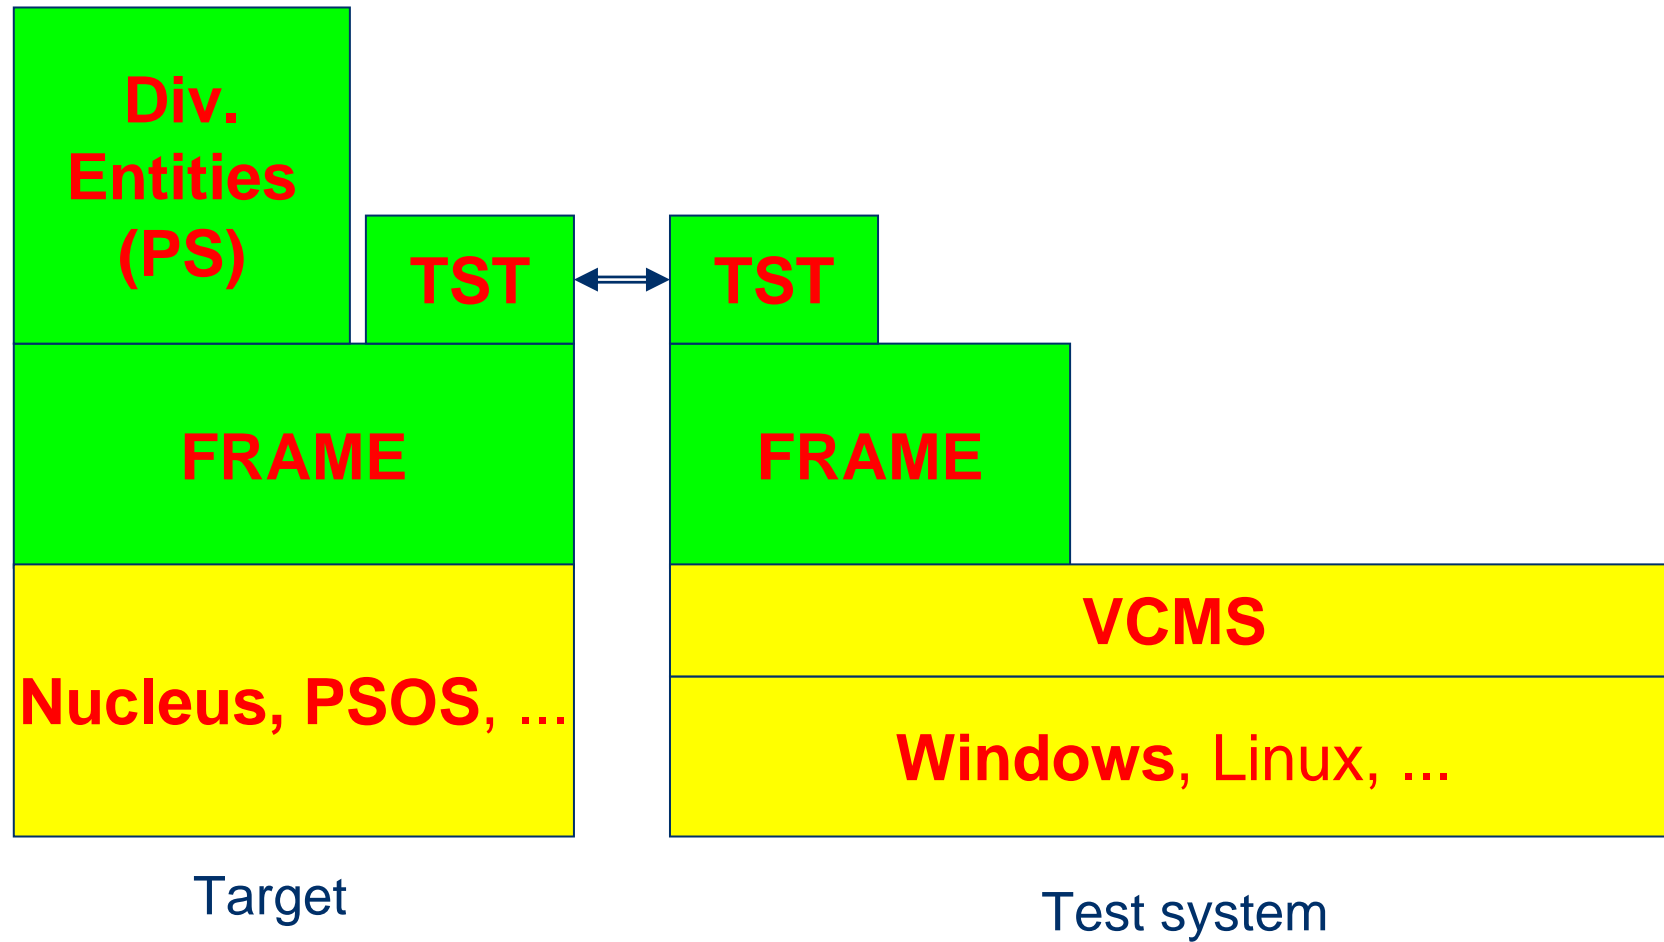 Div.
Entities
(PS)
TST
TST
FRAME
FRAME
VCMS
Nucleus, PSOS, ...
Windows, Linux, ...
Target
Test system